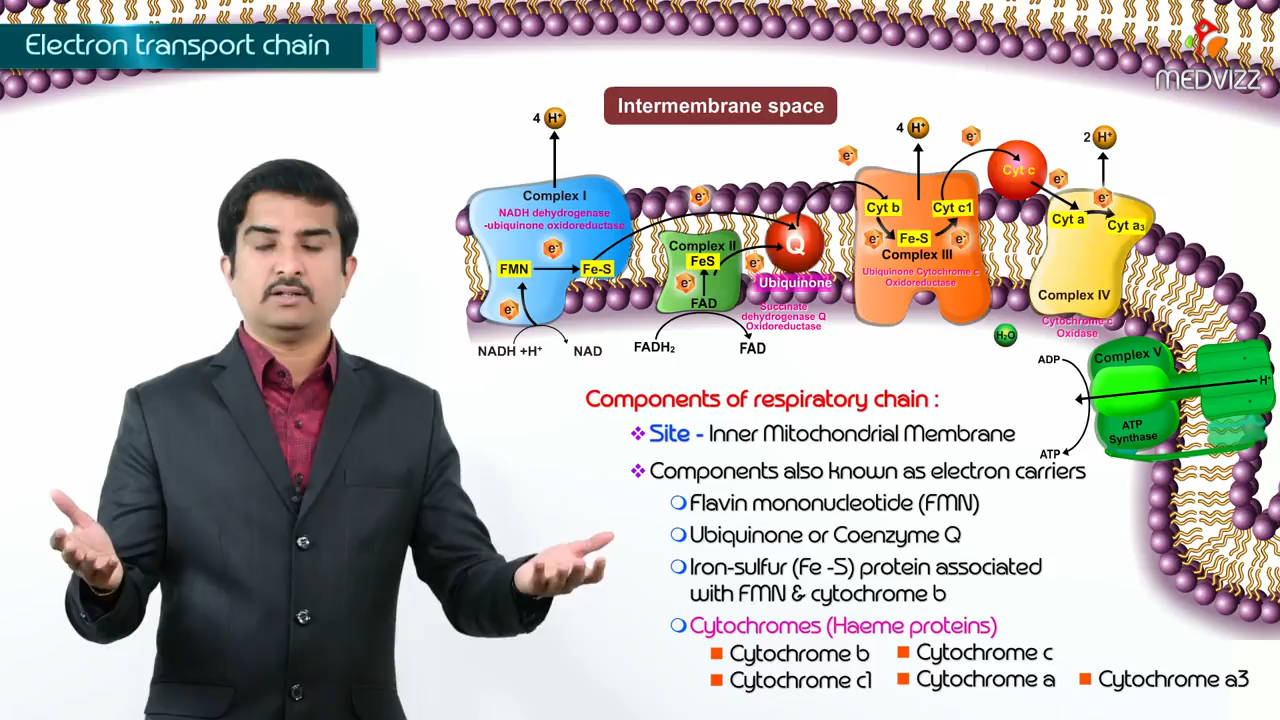 Electron transport chain
MEDVIZZ
Intermembrane space
4 H+
4 H+
e-
e-
2 H+
Complex I
NADH dehydrogenase
-ubiquinone oxidoreductase
e-
FMN
Fe-S
e-
NADH +H+
NAD
e-
Complex II
FeS
e-
FAD
e-
FADH₂
FAD
Q
Ubiquinone
Succinate
dehydrogenase Q
Oxidoreductase
Cyt b
Cyt c1
e-
Fe-S
e-
Complex III
Ubiquinone Cytochrome c
Oxidoreductase
Cyt c
e-
e-
Cyt a
Cyt a₃
Complex IV
Cytochrome c
Oxidase
H₂O
ADP
Complex V
H+
ATP
Synthase
ATP
Components of respiratory chain :
❖ Site - Inner Mitochondrial Membrane
❖ Components also known as electron carriers
Flavin mononucleotide (FMN)
Ubiquinone or Coenzyme Q
Iron-sulfur (Fe -S) protein associated
with FMN & cytochrome b
Cytochromes (Haeme proteins)
Cytochrome b
Cytochrome c
Cytochrome c1
Cytochrome a
Cytochrome a3